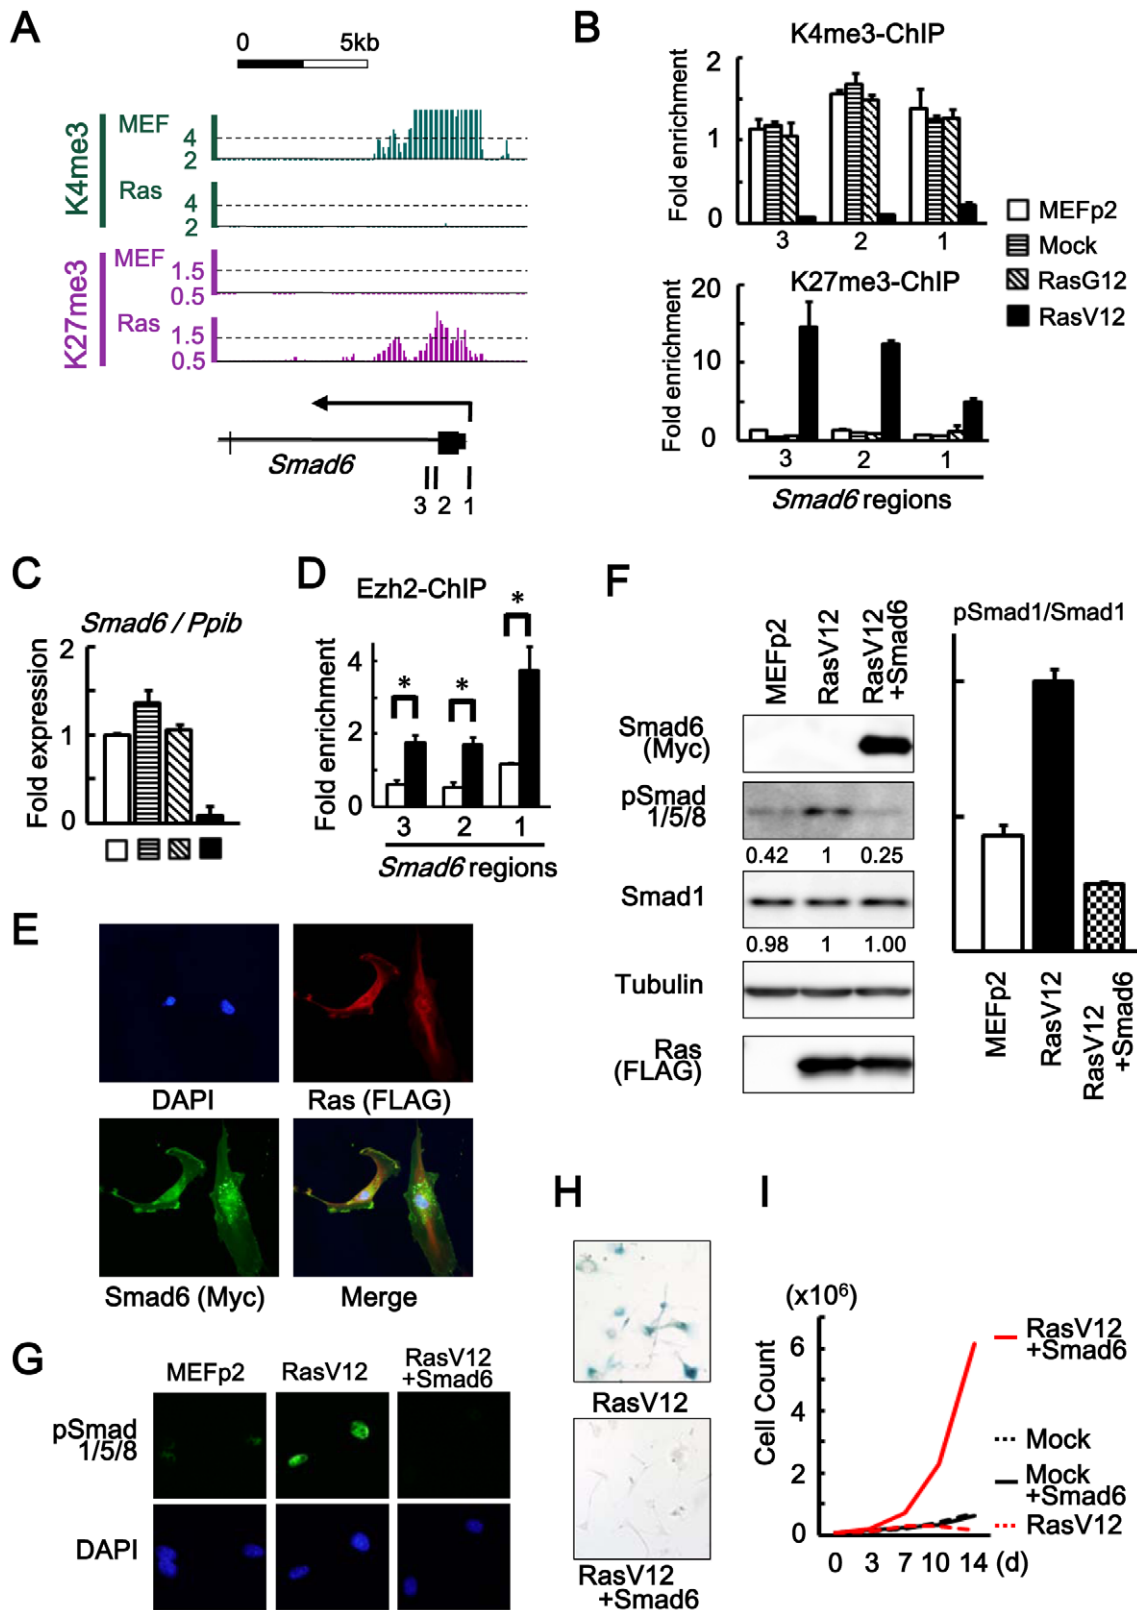 A
0 5kb
K4me3
MEF
4
2
Ras
4
2
K27me3
MEF
1.5
0.5
Ras
1.5
0.5
Smad6
3 2 1
B
K4me3-ChIP
Fold enrichment
2
1
0
3 2 1
K27me3-ChIP
Fold enrichment
20
10
0
3 2 1
Smad6 regions
MEFp2
Mock
RasG12
RasV12
C
Smad6 / Ppib
Fold expression
2
1
0
D
Ezh2-ChIP
Fold enrichment
4
2
0
* * *
3 2 1
Smad6 regions
E
DAPI
Ras (FLAG)
Smad6 (Myc)
Merge
F
MEFp2
RasV12
RasV12
+Smad6
Smad6
(Myc)
pSmad
1/5/8
0.42 1 0.25
Smad1
0.98 1 1.00
Tubulin
Ras
(FLAG)
pSmad1/Smad1
MEFp2
RasV12
RasV12
+Smad6
G
MEFp2
RasV12
RasV12
+Smad6
pSmad
1/5/8
DAPI
H
RasV12
RasV12
+Smad6
I
(x10⁶)
Cell Count
6
4
2
0
0 3 7 10 14 (d)
RasV12
+Smad6
Mock
Mock
+Smad6
RasV12